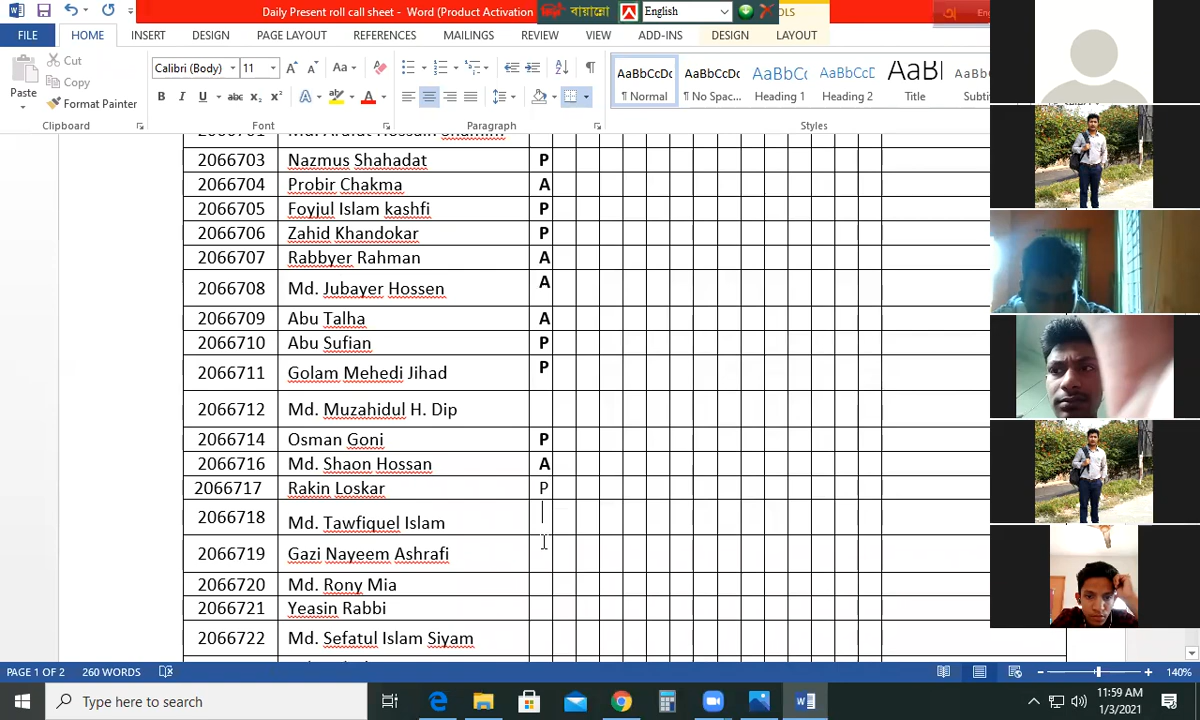 Daily Present roll call sheet - Word (Product Activation
বায়ান্নো
English
FILE HOME INSERT DESIGN PAGE LAYOUT REFERENCES MAILINGS REVIEW VIEW ADD-INS DESIGN LAYOUT
Paste
Cut
Copy
Format Painter
Calibri (Body) 11
AaBbCcDc AaBbCcDc AaBbCc AaBbCcC
¶ Normal ¶ No Spac... Heading 1 Heading 2 Title
Clipboard Font Paragraph Styles
2066703 Nazmus Shahadat P
2066704 Probir Chakma A
2066705 Foyjul Islam kashfi P
2066706 Zahid Khandokar P
2066707 Rabbyer Rahman A
2066708 Md. Jubayer Hossen A
2066709 Abu Talha A
2066710 Abu Sufian P
2066711 Golam Mehedi Jihad P
2066712 Md. Muzahidul H. Dip
2066714 Osman Goni P
2066716 Md. Shaon Hossan A
2066717 Rakin Loskar P
2066718 Md. Tawfiquel Islam
2066719 Gazi Nayeem Ashrafi
2066720 Md. Rony Mia
2066721 Yeasin Rabbi
2066722 Md. Sefatul Islam Siyam
PAGE 1 OF 2 260 WORDS 140%
Type here to search
11:59 AM
1/3/2021